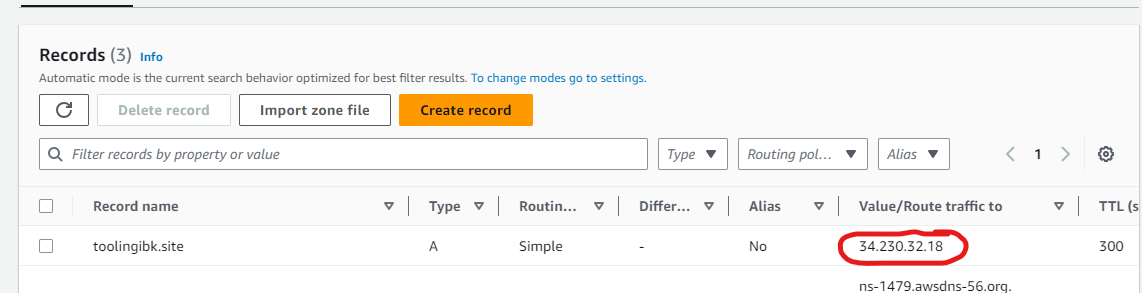 Records (3) Info
Automatic mode is the current search behavior optimized for best filter results. To change modes go to settings.
Delete record Import zone file Create record
Filter records by property or value Type Routing pol... Alias 1
Record name Type Routin... Differ... Alias Value/Route traffic to TTL (s
toolingibk.site A Simple - No 34.230.32.18 300
ns-1479.awsdns-56.org.